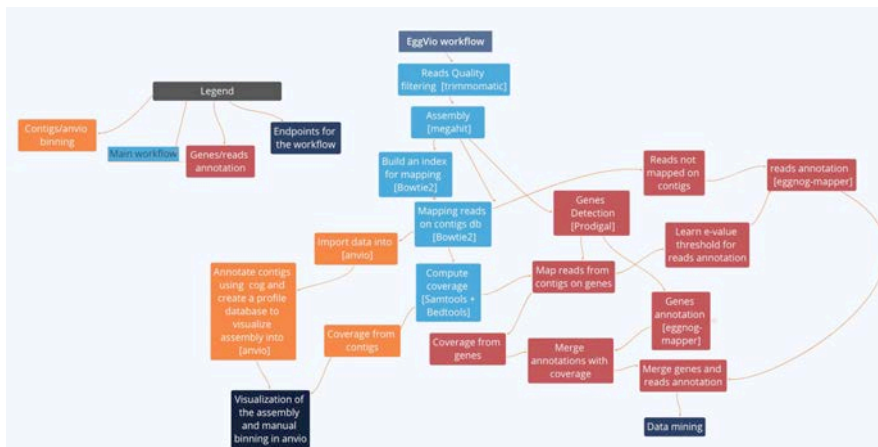 EggVio workflow
Reads Quality
filtering [trimmomatic]
Legend
Assembly
[megahit]
Contigs/anvio
binning
Main workflow
Genes/reads
annotation
Endpoints for
the workflow
Build an index
for mapping
[Bowtie2]
Reads not
mapped on
contigs
reads annotation
[eggnog-mapper]
Mapping reads
on contigs db
[Bowtie2]
Genes
Detection
[Prodigal]
Learn e-value
threshold for
reads annotation
Import data into
[anvio]
Annotate contigs
using cog and
create a profile
database to
visualize
assembly into
[anvio]
Compute
coverage
[Samtools +
Bedtools]
Map reads from
contigs on genes
Genes
annotation
[eggnog-
mapper]
Coverage from
contigs
Coverage from
genes
Merge
annotations with
coverage
Merge genes and
reads annotation
Visualization of
the assembly
and manual
binning in anvio
Data mining